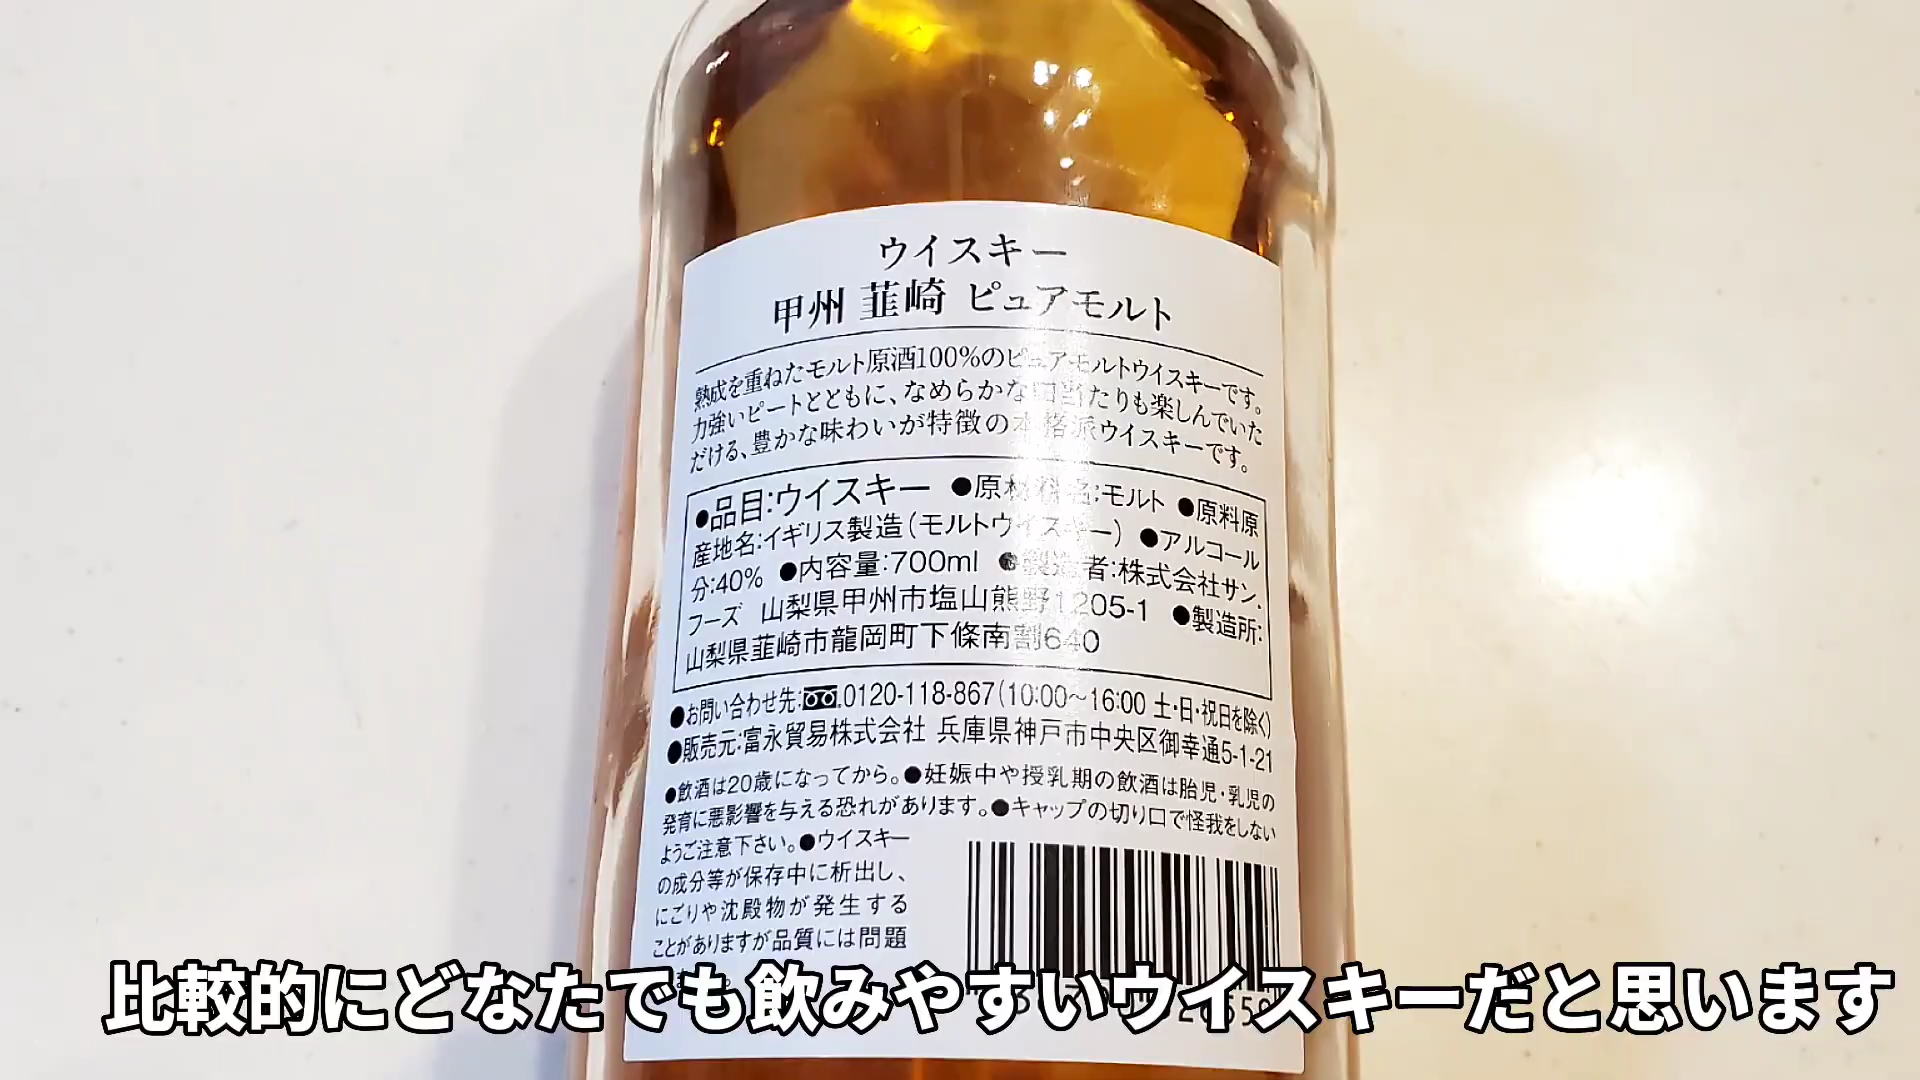 ウイスキー
甲州 韮崎 ピュアモルト
熟成を重ねたモルト原酒100%のピュアモルトウイスキーです。
力強いピートとともに、なめらかな口当たりも楽しんでいた
だける、豊かな味わいが特徴の本格派ウイスキーです。
●品目:ウイスキー ●原材料名:モルト ●原料原
産地名:イギリス製造(モルトウイスキー) ●アルコール
分:40% ●内容量:700ml ●製造者:株式会社サン.
フーズ 山梨県甲州市塩山熊野1205-1 ●製造所:
山梨県韮崎市龍岡町下條南割640
●お問い合わせ先:0120-118-867(10:00~16:00 土・日・祝日を除く)
●販売元:富永貿易株式会社 兵庫県神戸市中央区御幸通5-1-21
●飲酒は20歳になってから。●妊娠中や授乳期の飲酒は胎児・乳児の
発育に悪影響を与える恐れがあります。●キャップの切り口で怪我をしない
ようご注意下さい。●ウイスキー
の成分等が保存中に析出し、
にごりや沈殿物が発生する
ことがありますが品質には問題
比較的にどなたでも飲みやすいウイスキーだと思います